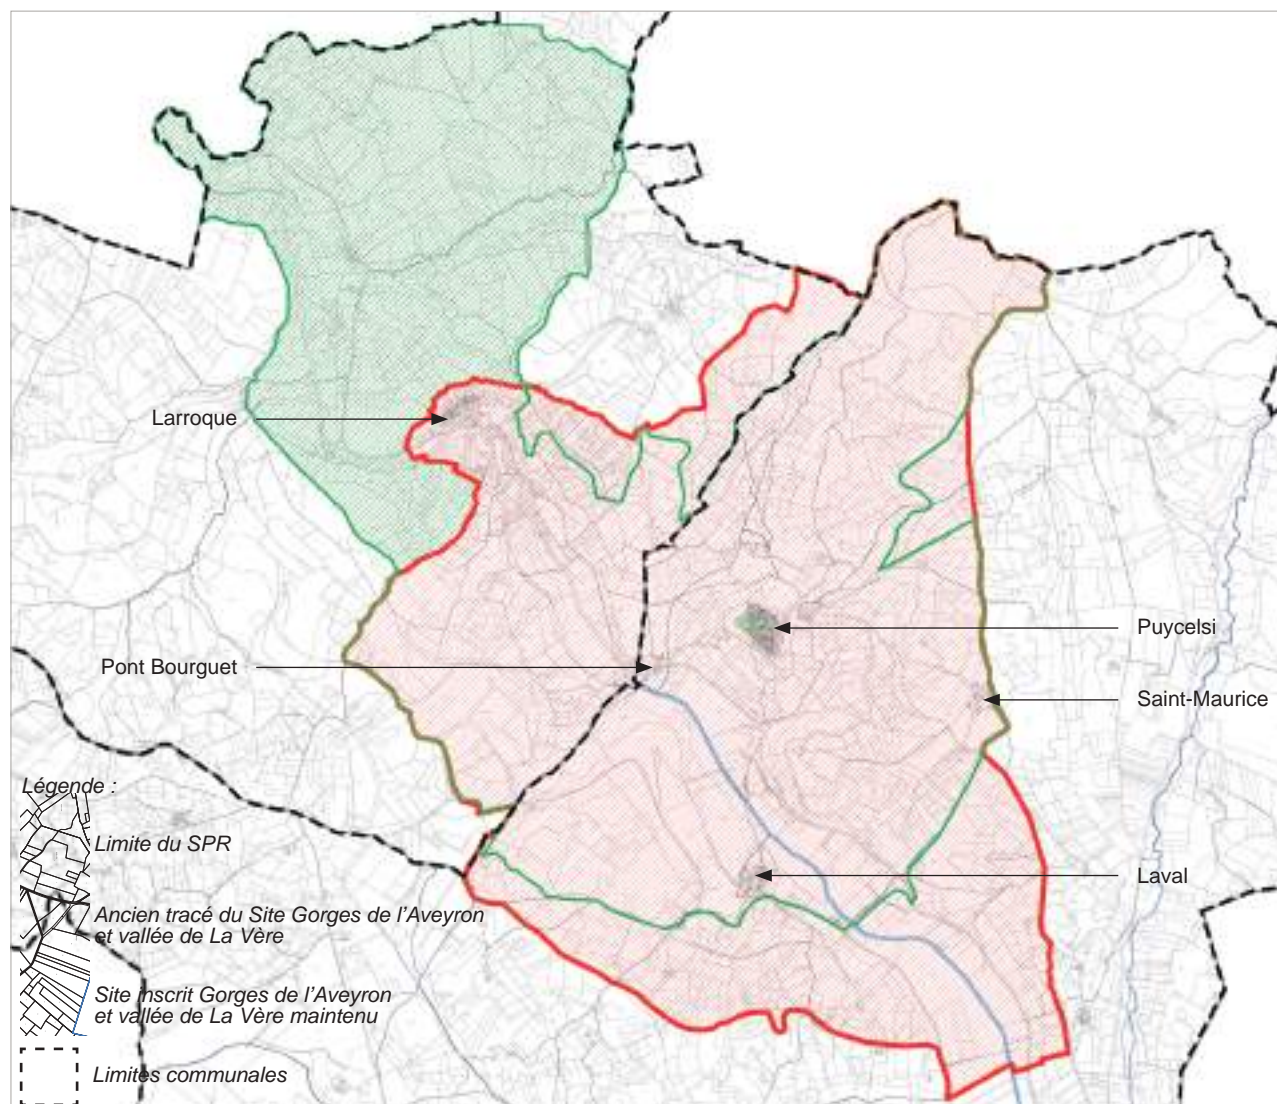 Larroque
Puycelsi
Pont Bourguet
Saint-Maurice
Légende :
Limite du SPR
Laval
Ancien tracé du Site Gorges de l'Aveyron
et vallée de La Vère
Site inscrit Gorges de l'Aveyron
et vallée de La Vère maintenu
Limites communales